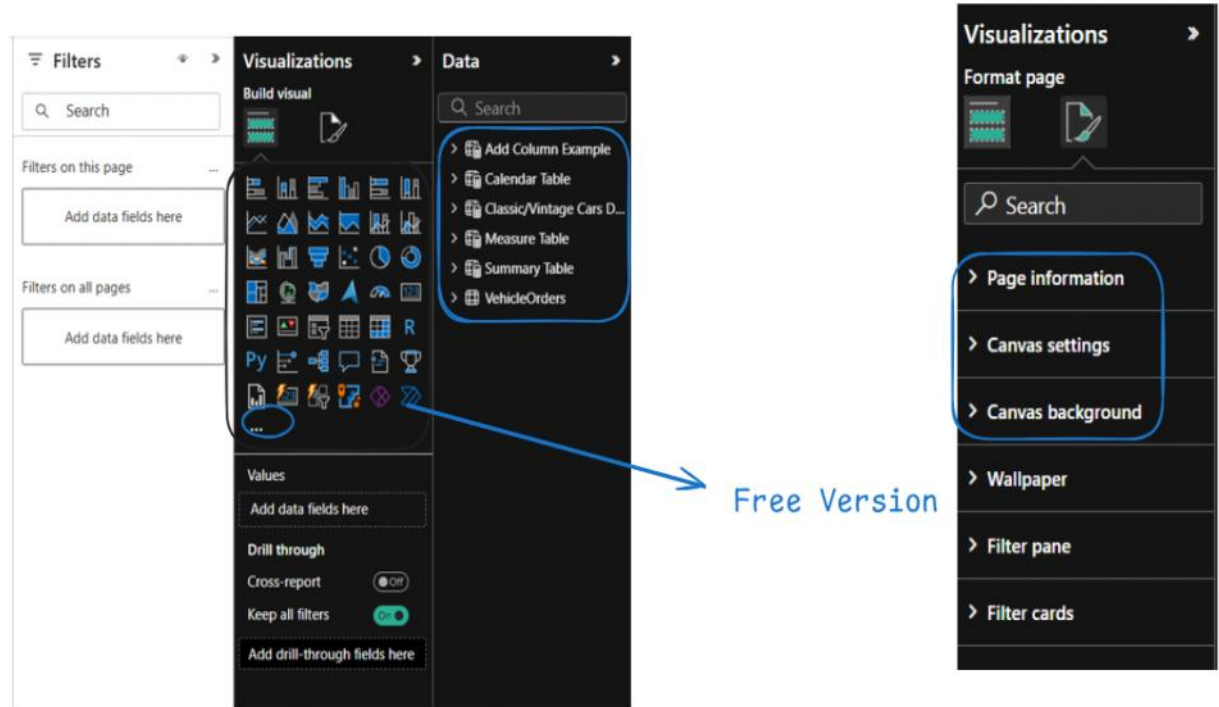 Filters
Search
Filters on this page
...
Add data fields here
Filters on all pages
...
Add data fields here
Visualizations
Build visual
123
R
Py
123
...
Values
Add data fields here
Drill through
Cross-report
Off
Keep all filters
On
Add drill-through fields here
Data
Search
Add Column Example
Calendar Table
Classic/Vintage Cars D...
Measure Table
Summary Table
VehicleOrders
Free Version
Visualizations
Format page
Search
Page information
Canvas settings
Canvas background
Wallpaper
Filter pane
Filter cards